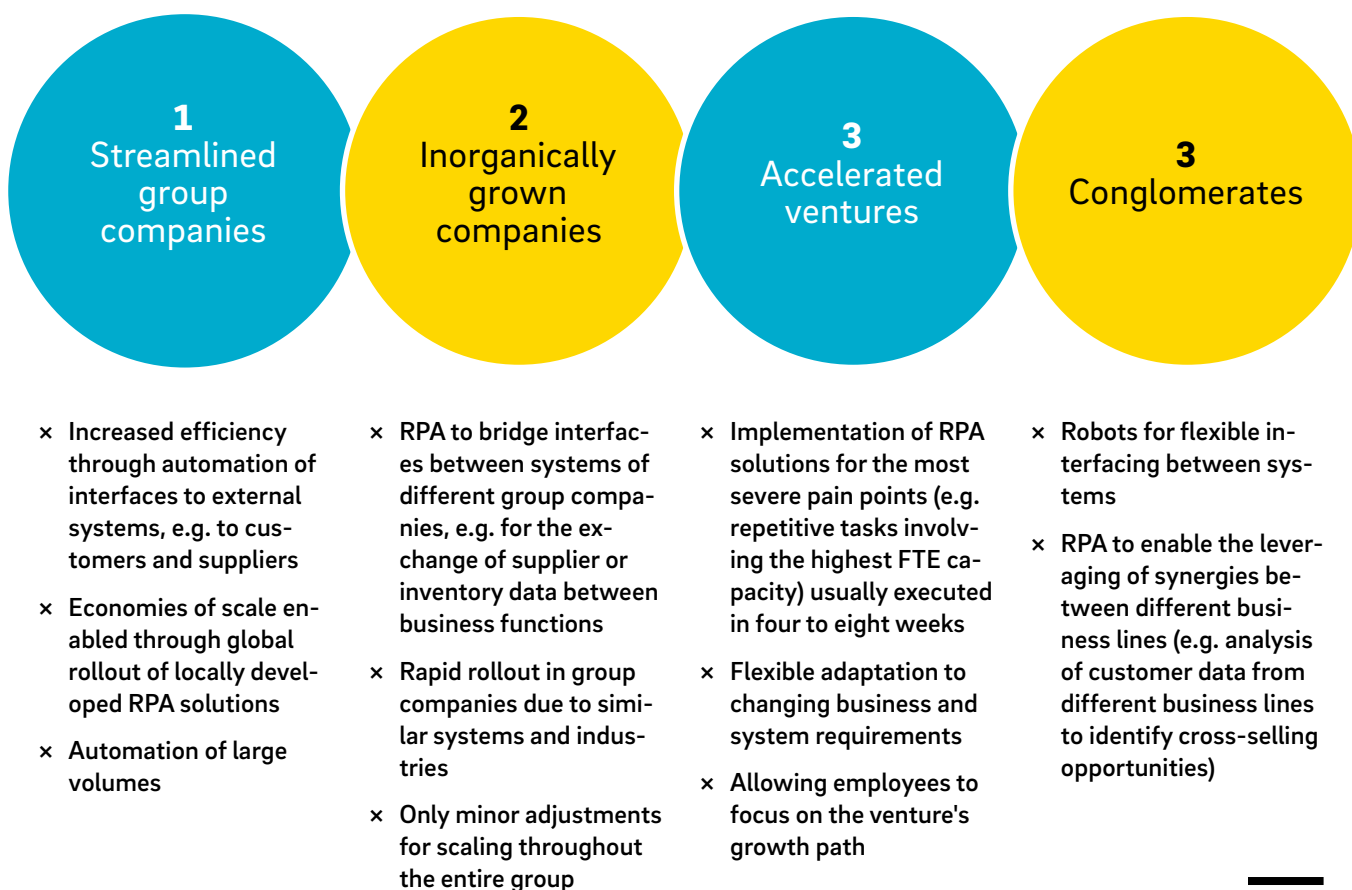 1
Streamlined
group
companies
2
Inorganically
grown
companies
3
Accelerated
ventures
3
Conglomerates
× Increased efficiency
through automation of
interfaces to external
systems, e.g. to cus-
tomers and suppliers
× Economies of scale en-
abled through global
rollout of locally devel-
oped RPA solutions
× Automation of large
volumes
× RPA to bridge interfac-
es between systems of
different group compa-
nies, e.g. for the ex-
change of supplier or
inventory data between
business functions
× Rapid rollout in group
companies due to simi-
lar systems and indus-
tries
× Only minor adjustments
for scaling throughout
the entire group
× Implementation of RPA
solutions for the most
severe pain points (e.g.
repetitive tasks involv-
ing the highest FTE ca-
pacity) usually executed
in four to eight weeks
× Flexible adaptation to
changing business and
system requirements
× Allowing employees to
focus on the venture's
growth path
× Robots for flexible in-
terfacing between sys-
tems
× RPA to enable the lever-
aging of synergies be-
tween different busi-
ness lines (e.g. analysis
of customer data from
different business lines
to identify cross-selling
opportunities)